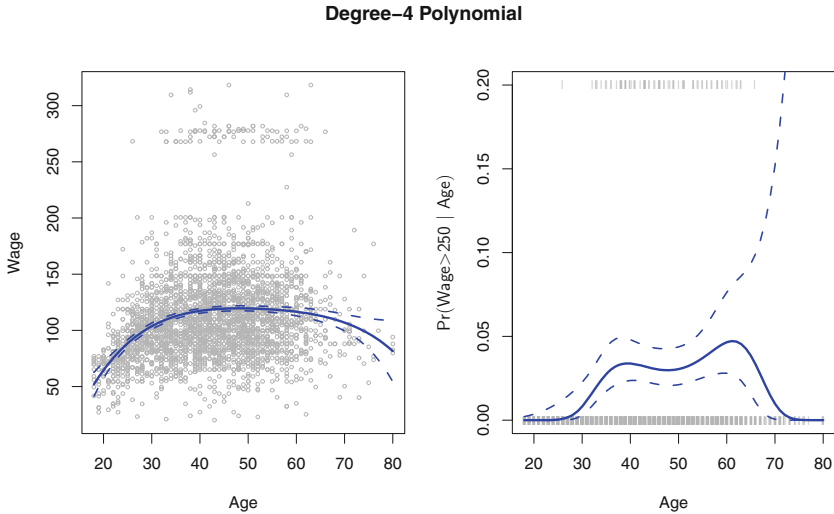 Degree−4 Polynomial
Wage
50 100 150 200 250 300
20 30 40 50 60 70 80
Age
Pr(Wage>250 | Age)
0.00 0.05 0.10 0.15 0.20
20 30 40 50 60 70 80
Age